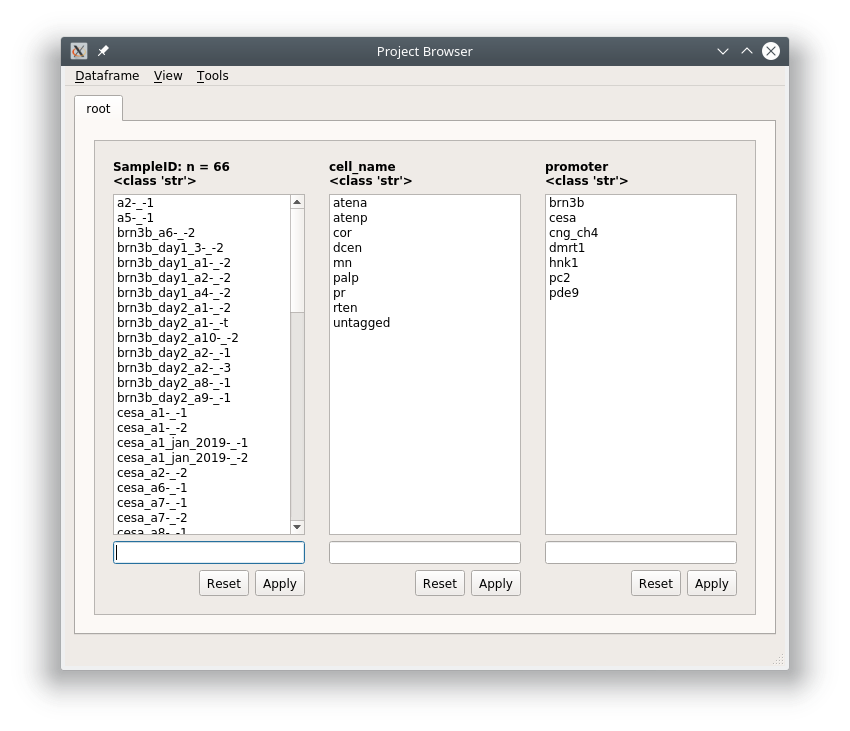 Project Browser
Dataframe View Tools
root
SampleID: n = 66
<class 'str'>
a2-_-1
a5-_-1
brn3b_a6-_-2
brn3b_day1_3-_-2
brn3b_day1_a1-_-2
brn3b_day1_a2-_-2
brn3b_day1_a4-_-2
brn3b_day2_a1-_-2
brn3b_day2_a1-_-t
brn3b_day2_a10-_-2
brn3b_day2_a2-_-1
brn3b_day2_a2-_-3
brn3b_day2_a8-_-1
brn3b_day2_a9-_-1
cesa_a1-_-1
cesa_a1-_-2
cesa_a1_jan_2019-_-1
cesa_a1_jan_2019-_-2
cesa_a2-_-2
cesa_a6-_-1
cesa_a7-_-1
cesa_a7-_-2
cesa_a8-_-1
Reset Apply
cell_name
<class 'str'>
atena
atenp
cor
dcen
mn
palp
pr
rten
untagged
Reset Apply
promoter
<class 'str'>
brn3b
cesa
cng_ch4
dmrt1
hnk1
pc2
pde9
Reset Apply